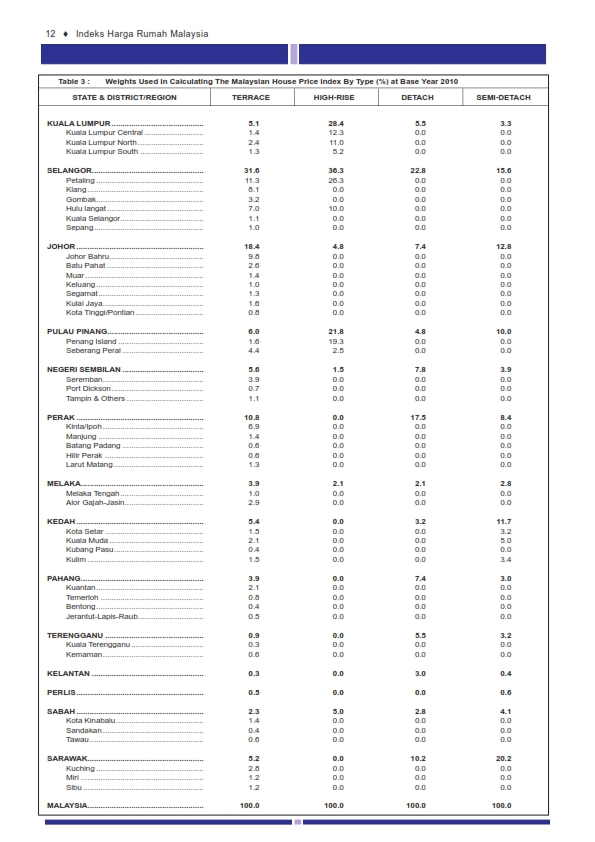 12 ♦ Indeks Harga Rumah Malaysia
Table 3 : Weights Used in Calculating The Malaysian House Price Index By Type (%) at Base Year 2010
STATE & DISTRICT/REGION TERRACE HIGH-RISE DETACH SEMI-DETACH
KUALA LUMPUR 5.1 28.4 5.5 3.3
Kuala Lumpur Central 1.4 12.3 0.0 0.0
Kuala Lumpur North 2.4 11.0 0.0 0.0
Kuala Lumpur South 1.3 5.2 0.0 0.0
SELANGOR 31.6 36.3 22.8 15.6
Petaling 11.3 26.3 0.0 0.0
Klang 8.1 0.0 0.0 0.0
Gombak 3.2 0.0 0.0 0.0
Hulu langat 7.0 10.0 0.0 0.0
Kuala Selangor 1.1 0.0 0.0 0.0
Sepang 1.0 0.0 0.0 0.0
JOHOR 18.4 4.8 7.4 12.8
Johor Bahru 9.8 0.0 0.0 0.0
Batu Pahat 2.6 0.0 0.0 0.0
Muar 1.4 0.0 0.0 0.0
Keluang 1.0 0.0 0.0 0.0
Segamat 1.3 0.0 0.0 0.0
Kulai Jaya 1.6 0.0 0.0 0.0
Kota Tinggi/Pontian 0.8 0.0 0.0 0.0
PULAU PINANG 6.0 21.8 4.8 10.0
Penang Island 1.6 19.3 0.0 0.0
Seberang Perai 4.4 2.5 0.0 0.0
NEGERI SEMBILAN 5.6 1.5 7.8 3.9
Seremban 3.9 0.0 0.0 0.0
Port Dickson 0.7 0.0 0.0 0.0
Tampin & Others 1.1 0.0 0.0 0.0
PERAK 10.8 0.0 17.5 8.4
Kinta/Ipoh 6.9 0.0 0.0 0.0
Manjung 1.4 0.0 0.0 0.0
Batang Padang 0.6 0.0 0.0 0.0
Hilir Perak 0.6 0.0 0.0 0.0
Larut Matang 1.3 0.0 0.0 0.0
MELAKA 3.9 2.1 2.1 2.8
Melaka Tengah 1.0 0.0 0.0 0.0
Alor Gajah-Jasin 2.9 0.0 0.0 0.0
KEDAH 5.4 0.0 3.2 11.7
Kota Setar 1.5 0.0 0.0 3.2
Kuala Muda 2.1 0.0 0.0 5.0
Kubang Pasu 0.4 0.0 0.0 0.0
Kulim 1.5 0.0 0.0 3.4
PAHANG 3.9 0.0 7.4 3.0
Kuantan 2.1 0.0 0.0 0.0
Temerloh 0.8 0.0 0.0 0.0
Bentong 0.4 0.0 0.0 0.0
Jerantut-Lapis-Raub 0.5 0.0 0.0 0.0
TERENGGANU 0.9 0.0 5.5 3.2
Kuala Terengganu 0.3 0.0 0.0 0.0
Kemaman 0.6 0.0 0.0 0.0
KELANTAN 0.3 0.0 3.0 0.4
PERLIS 0.5 0.0 0.0 0.6
SABAH 2.3 5.0 2.8 4.1
Kota Kinabalu 1.4 0.0 0.0 0.0
Sandakan 0.4 0.0 0.0 0.0
Tawau 0.6 0.0 0.0 0.0
SARAWAK 5.2 0.0 10.2 20.2
Kuching 2.8 0.0 0.0 0.0
Miri 1.2 0.0 0.0 0.0
Sibu 1.2 0.0 0.0 0.0
MALAYSIA 100.0 100.0 100.0 100.0